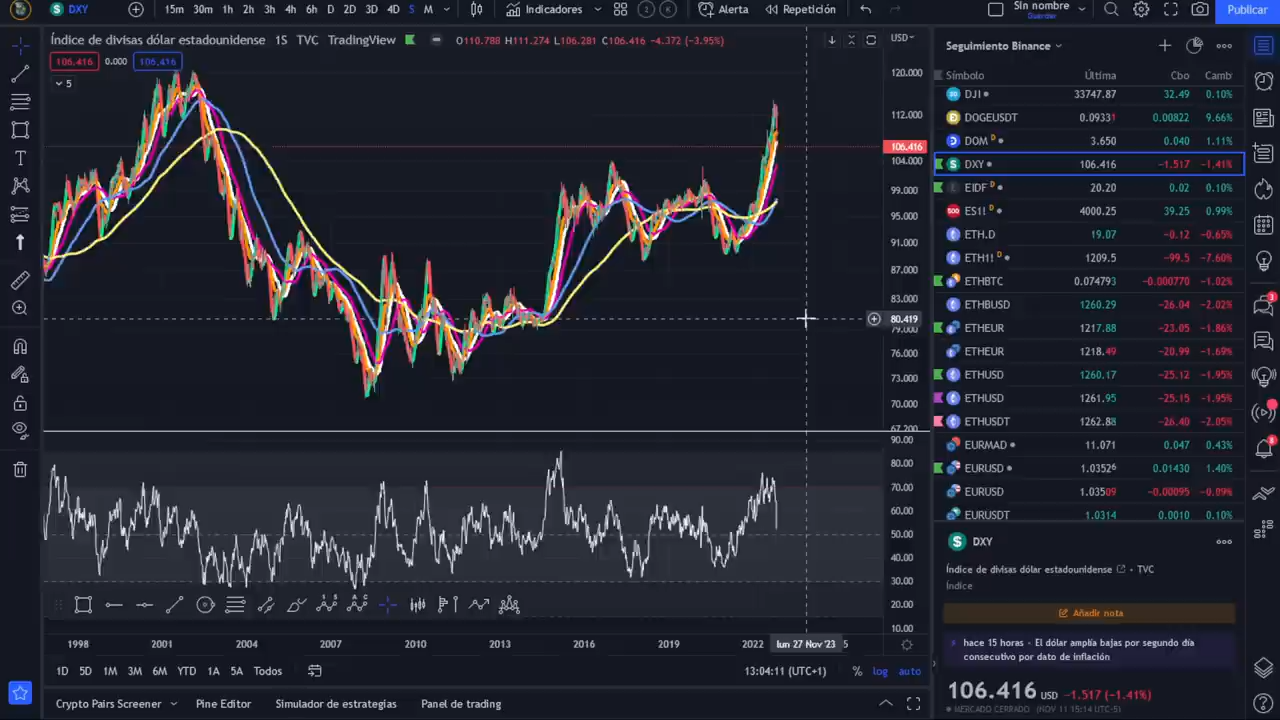 DXY
15m 30m 1h 2h 3h 4h 6h D 2D 3D 4D S M
Indicadores
Alerta
Repetición
Sin nombre
Guardar
Publicar
Índice de divisas dólar estadounidense 1S TVC TradingView
O110.788 H111.274 L106.281 C106.416 -4.372 (-3.95%)
USD
106.416 0.000 106.416
5
120.000
112.000
106.416
104.000
99.000
95.000
91.000
87.000
83.000
80.419
79.000
76.000
73.000
70.000
67.200
90.00
80.00
70.00
60.00
50.00
40.00
30.00
20.00
10.00
1998 2001 2004 2007 2010 2013 2016 2019 2022 lun 27 Nov '23 5
1D 5D 1M 3M 6M YTD 1A 5A Todos
13:04:11 (UTC+1) % log auto
Crypto Pairs Screener Pine Editor Simulador de estrategias Panel de trading
Seguimiento Binance
Símbolo Última Cbo Camb
DJI 33747.87 32.49 0.10%
DOGEUSDT 0.09331 0.00822 9.66%
DOM D 3.650 0.040 1.11%
DXY 106.416 -1.517 -1.41%
EIDF D 20.20 0.02 0.10%
ES1! D 4000.25 39.25 0.99%
ETH.D 19.07 -0.12 -0.65%
ETH1! D 1209.5 -99.5 -7.60%
ETHBTC 0.074793 -0.000770 -1.02%
ETHBUSD 1260.29 -26.04 -2.02%
ETHEUR 1217.88 -23.05 -1.86%
ETHEUR 1218.49 -20.99 -1.69%
ETHUSD 1260.17 -25.12 -1.95%
ETHUSD 1261.95 -25.15 -1.95%
ETHUSDT 1262.88 -26.40 -2.05%
EURMAD 11.071 0.047 0.43%
EURUSD 1.03526 0.01430 1.40%
EURUSD 1.03509 -0.00095 -0.09%
EURUSDT 1.0314 0.0010 0.10%
DXY
Índice de divisas dólar estadounidense • TVC
Índice
Añadir nota
hace 15 horas - El dólar amplía bajas por segundo día
consecutivo por dato de inflación
106.416 USD -1.517 (-1.41%)
MERCADO CERRADO (NOV 11 15:14 UTC-5)